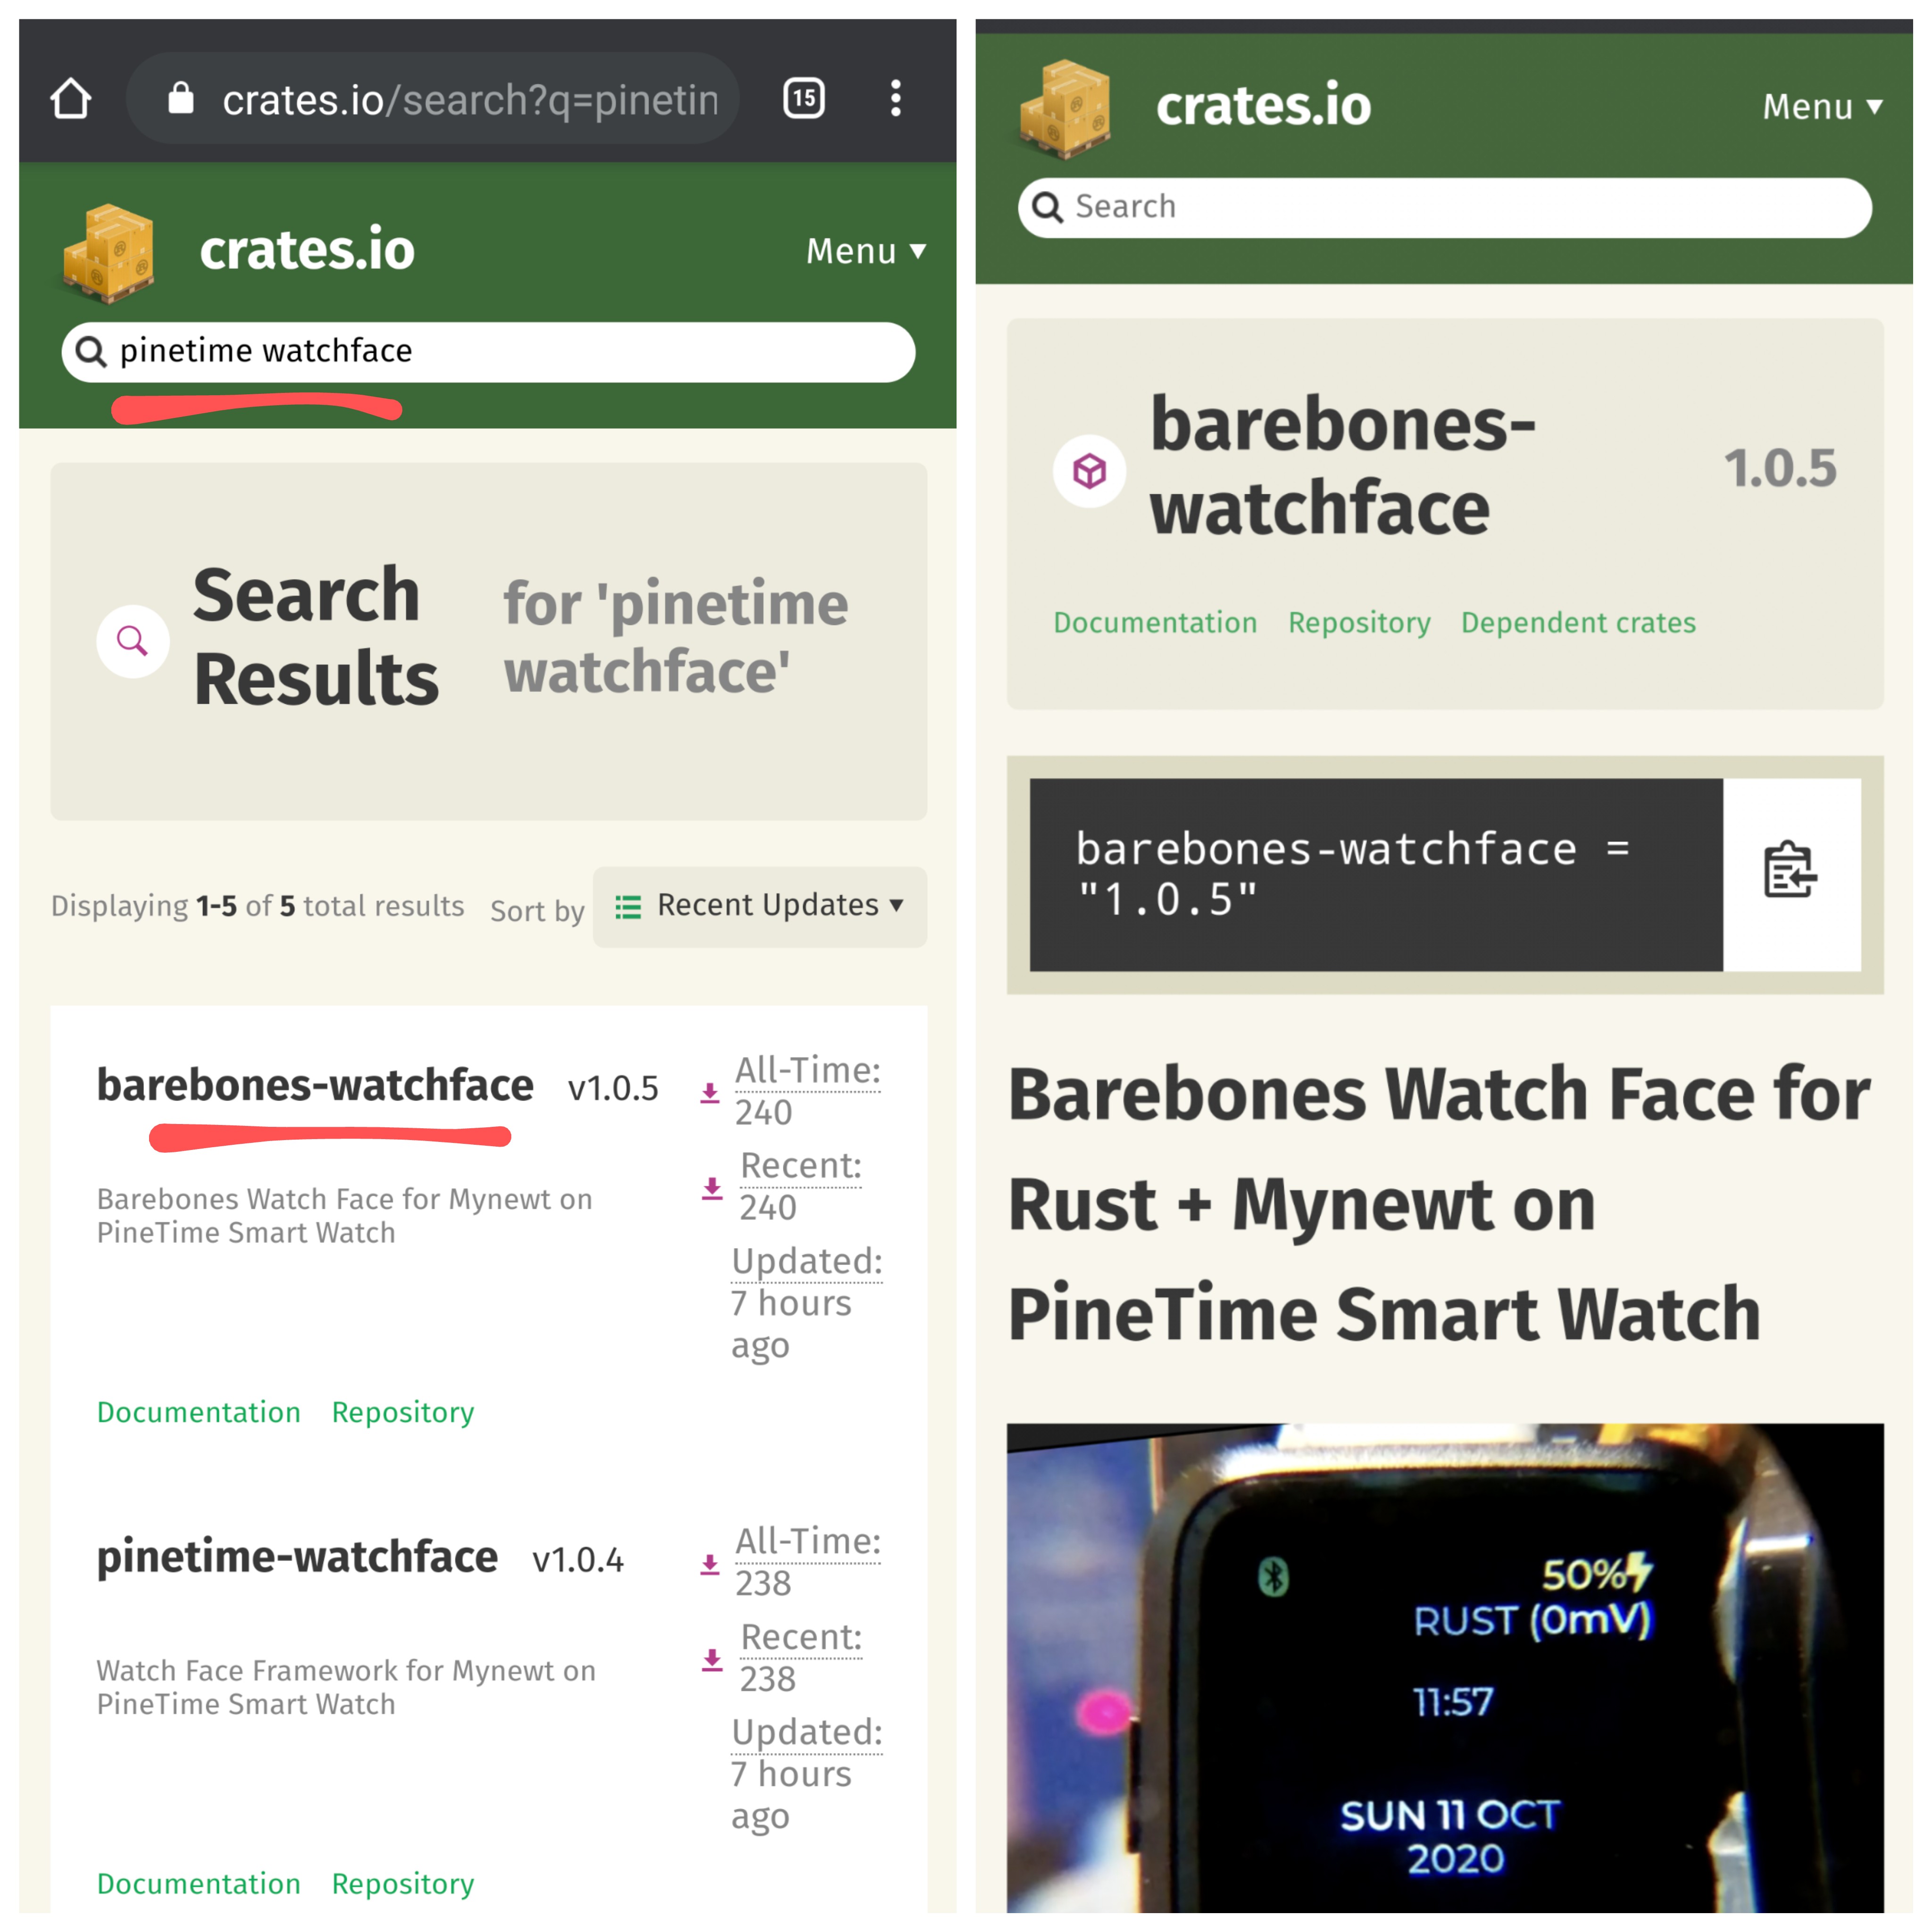 crates.io/search?q=pinetin
15
crates.io
Menu ▼
pinetime watchface
Search
Results
for 'pinetime
watchface'
Displaying 1-5 of 5 total results
Sort by
Recent Updates ▼
barebones-watchface v1.0.5
All-Time:
240
Recent:
240
Updated:
7 hours
ago
Barebones Watch Face for Mynewt on
PineTime Smart Watch
Documentation Repository
pinetime-watchface v1.0.4
All-Time:
238
Recent:
238
Updated:
7 hours
ago
Watch Face Framework for Mynewt on
PineTime Smart Watch
Documentation Repository
crates.io
Menu ▼
Search
barebones-
watchface
1.0.5
Documentation Repository Dependent crates
barebones-watchface =
"1.0.5"
Barebones Watch Face for
Rust + Mynewt on
PineTime Smart Watch
50%
RUST (0mV)
11:57
SUN 11 OCT
2020